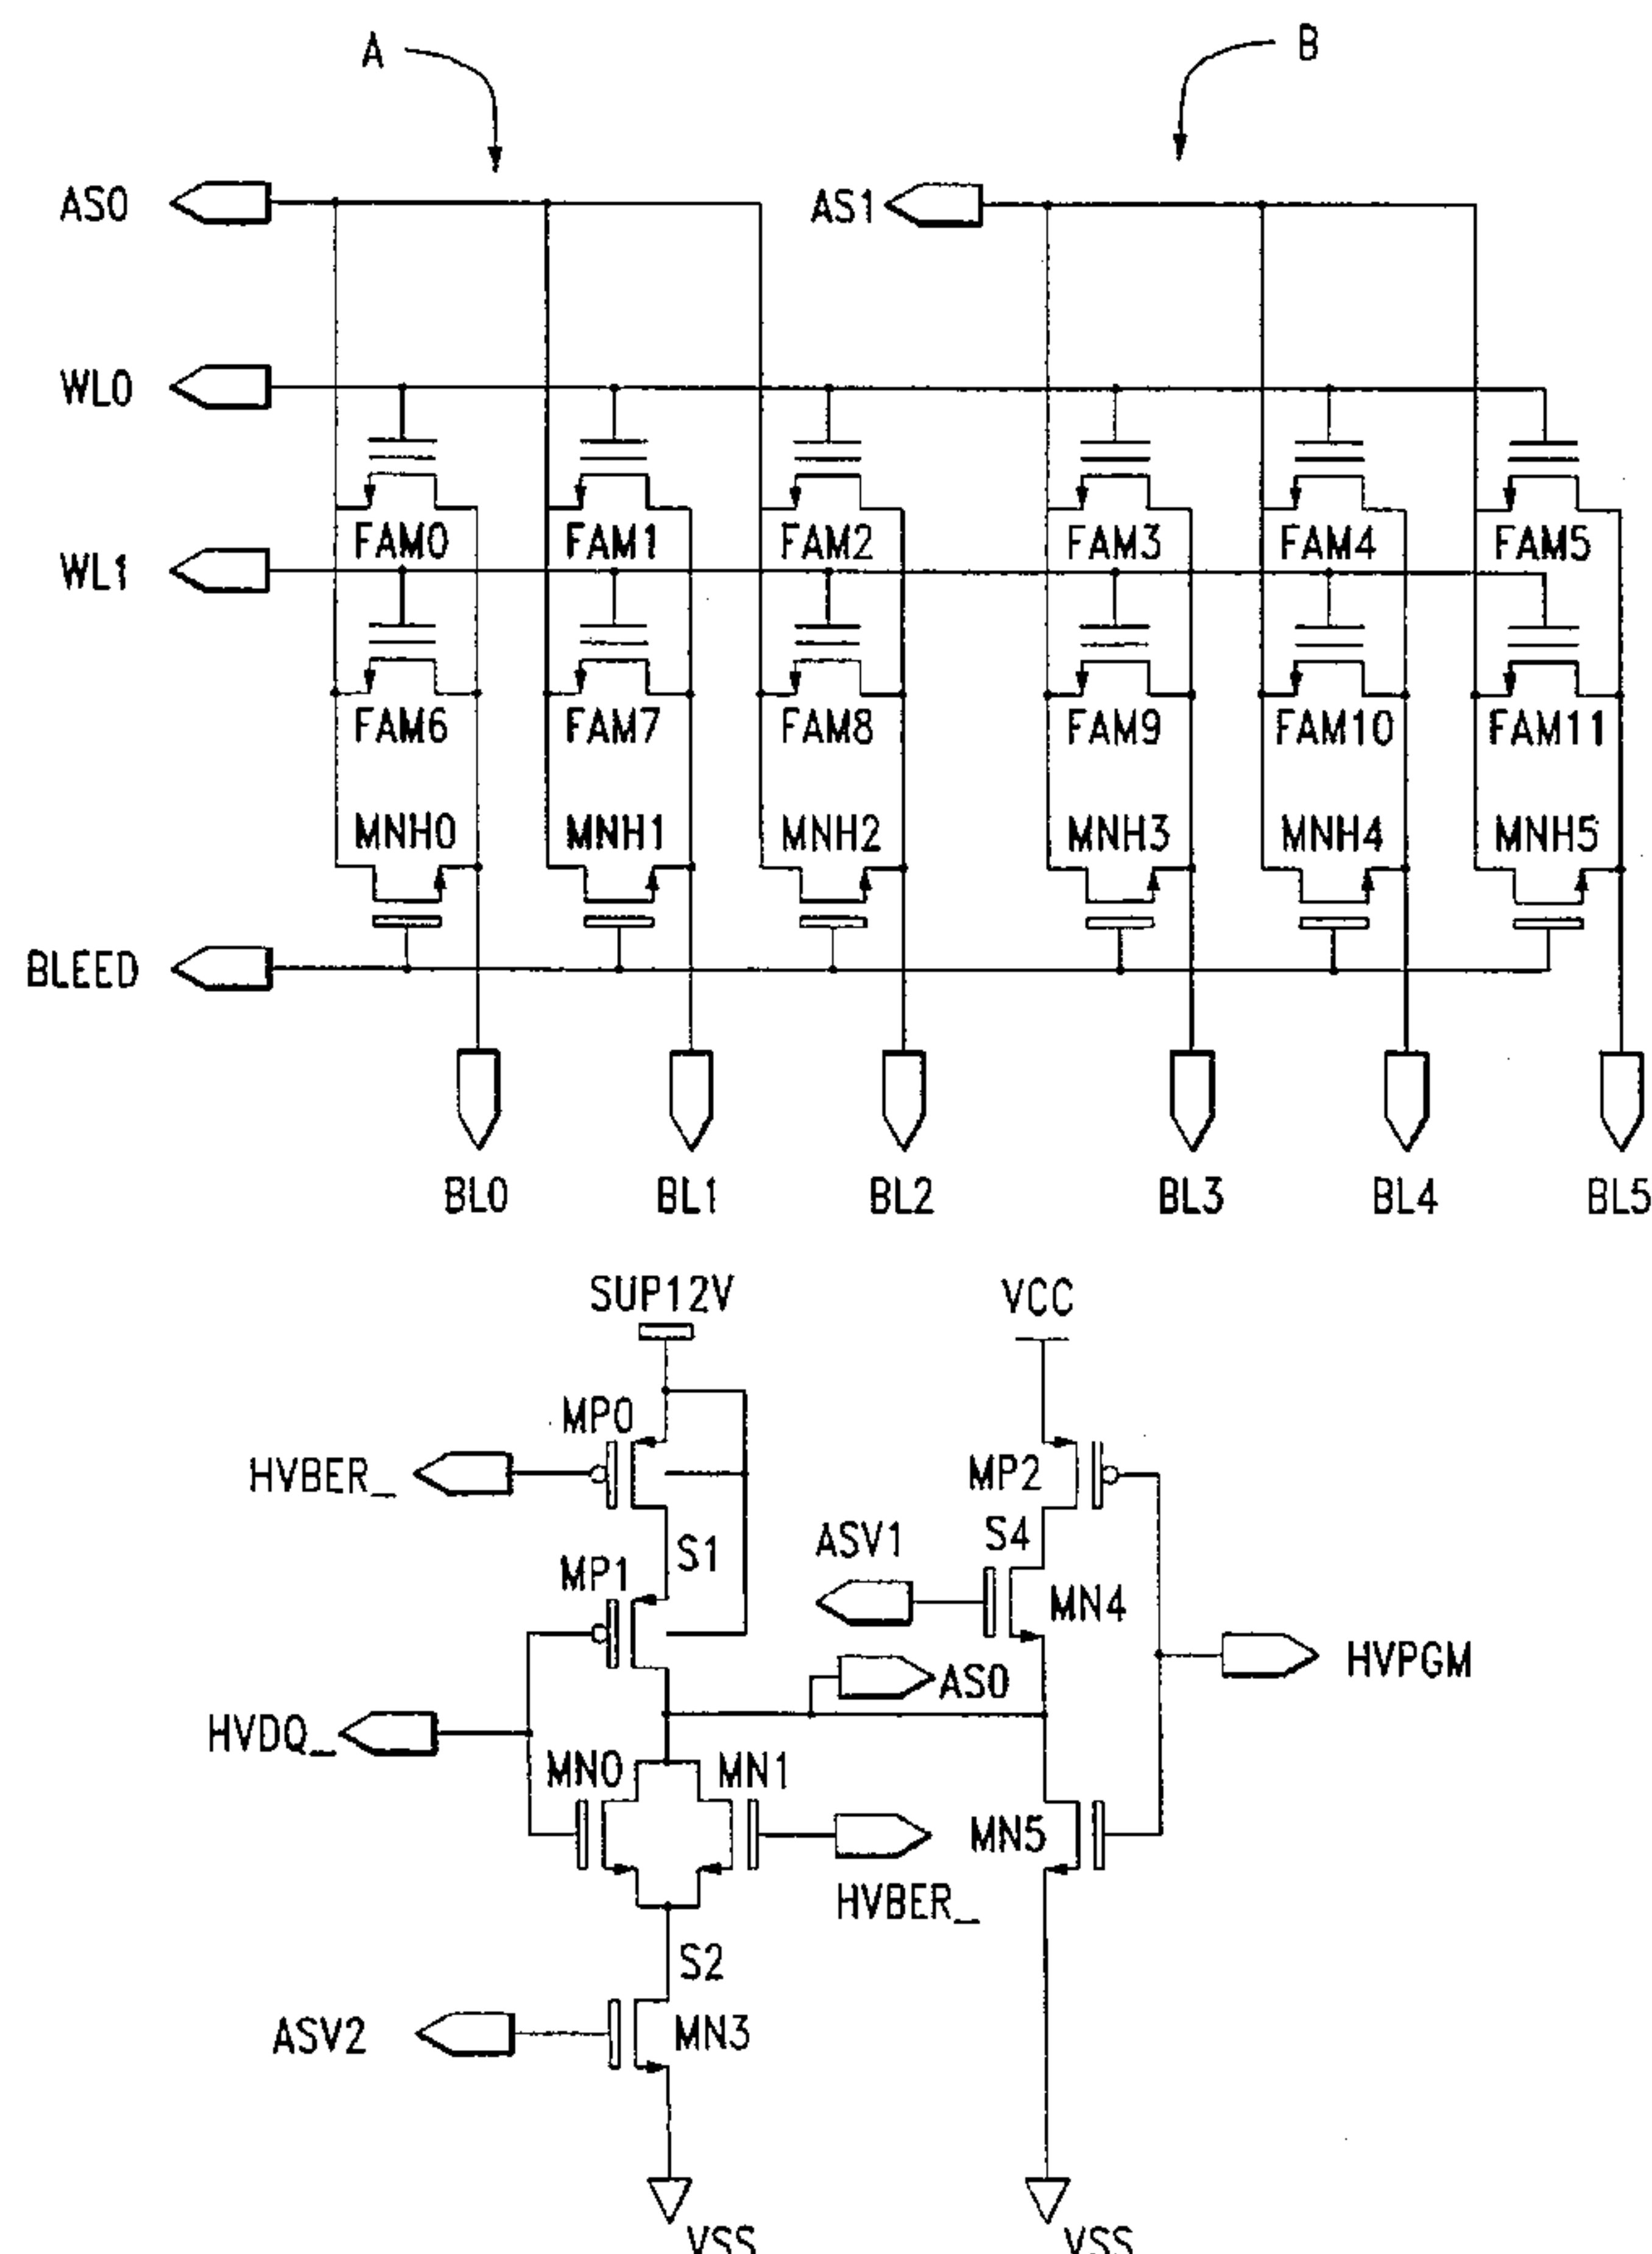 A B
AS0 AS1
WL0
FAM0 FAM1 FAM2 FAM3 FAM4 FAM5
WL1
FAM6 FAM7 FAM8 FAM9 FAM10 FAM11
MNH0 MNH1 MNH2 MNH3 MNH4 MNH5
BLEED
BL0 BL1 BL2 BL3 BL4 BL5
SUP12V VCC
MP0
HVBER_ MP2
ASV1 S4
S1
MP1 MN4
HVPGM
AS0
HVDQ_
MN0 MN1
MN5
HVBER_
S2
ASV2 MN3
VSS VSS